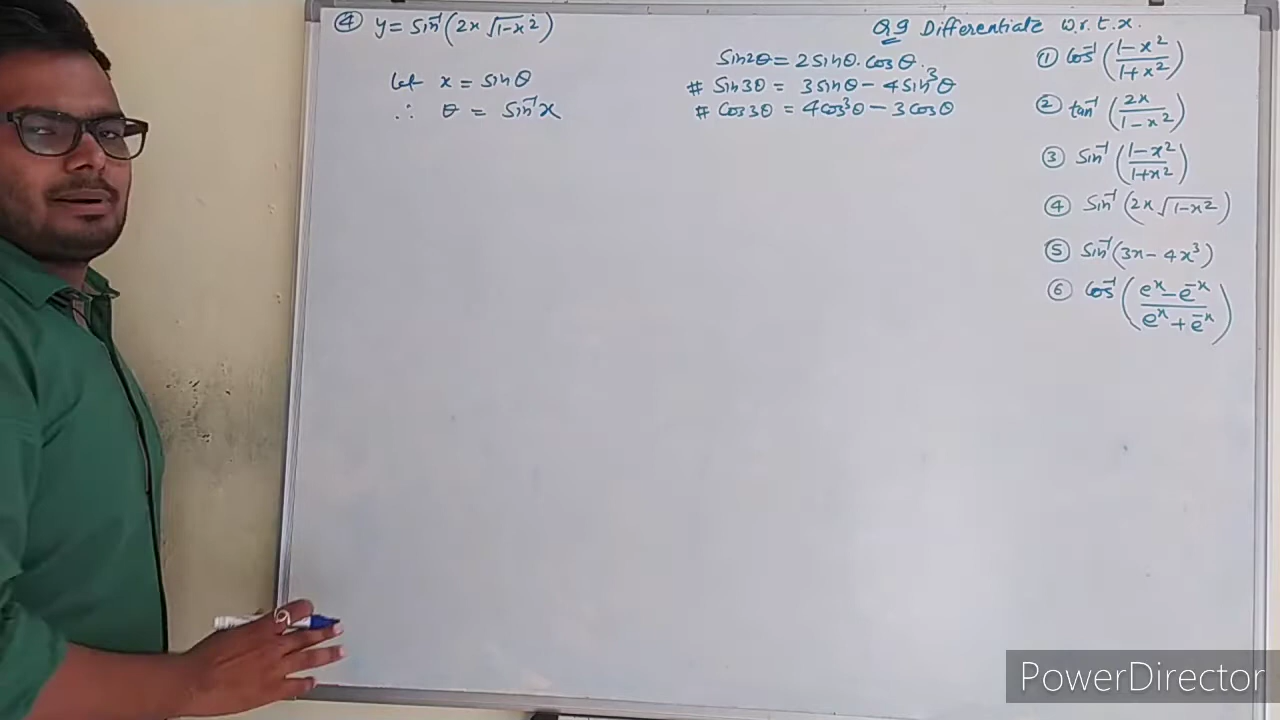 ④ y = Sin⁻¹(2x √1-x²)
Let x = sinθ
∴ θ = Sin⁻¹x
Sin2θ = 2sinθ.cosθ.
# Sin3θ = 3sinθ - 4sin³θ
# Cos3θ = 4cos³θ - 3cosθ
Q9 Differentiate w.r.t.x.
① Cos⁻¹(1-x²/1+x²)
② tan⁻¹(2x/1-x²)
③ Sin⁻¹(1-x²/1+x²)
④ Sin⁻¹(2x√1-x²)
⑤ Sin⁻¹(3x-4x³)
⑥ Cos⁻¹(eˣ-e⁻ˣ/eˣ+e⁻ˣ)
PowerDirector